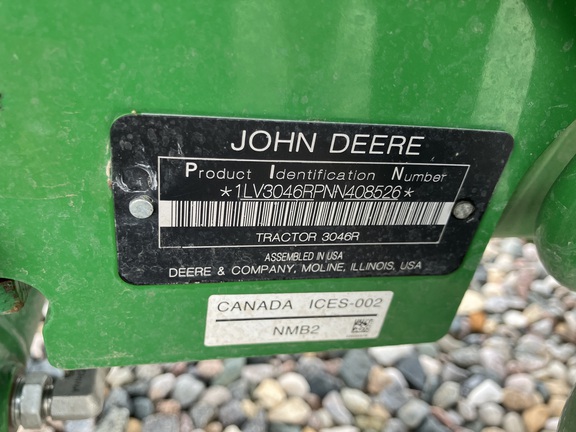 JOHN DEERE
Product Identification Number
*1LV3046RPNN408526*
TRACTOR 3046R
ASSEMBLED IN USA
DEERE & COMPANY, MOLINE, ILLINOIS, USA
CANADA ICES-002
NMB2